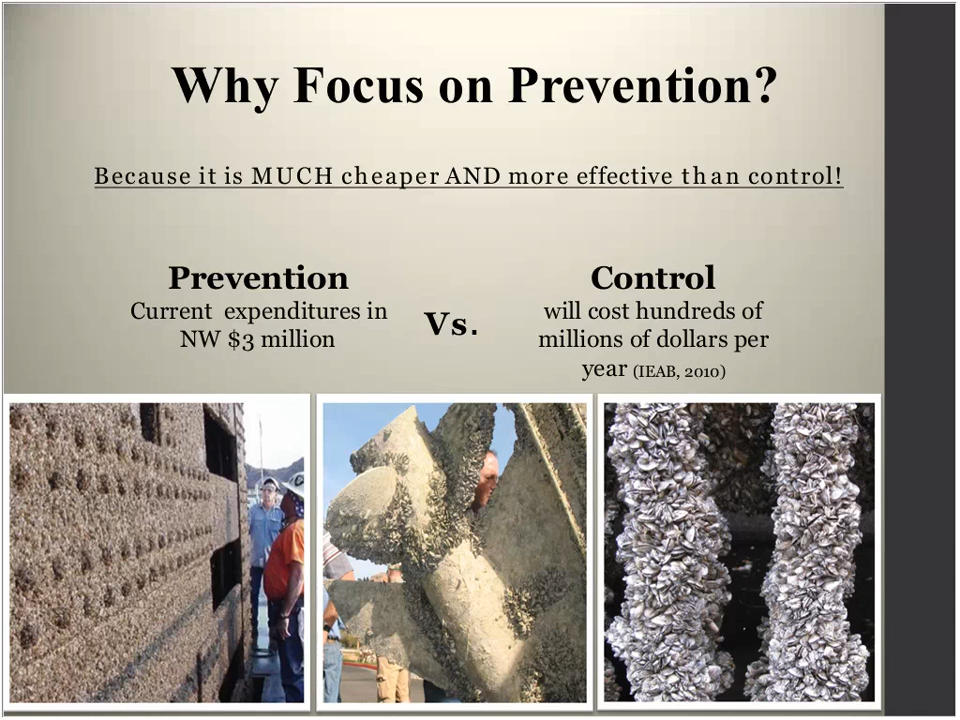 Why Focus on Prevention?
Because it is MUCH cheaper AND more effective than control!
Prevention
Current expenditures in
NW $3 million
Vs.
Control
will cost hundreds of
millions of dollars per
year (IEAB, 2010)